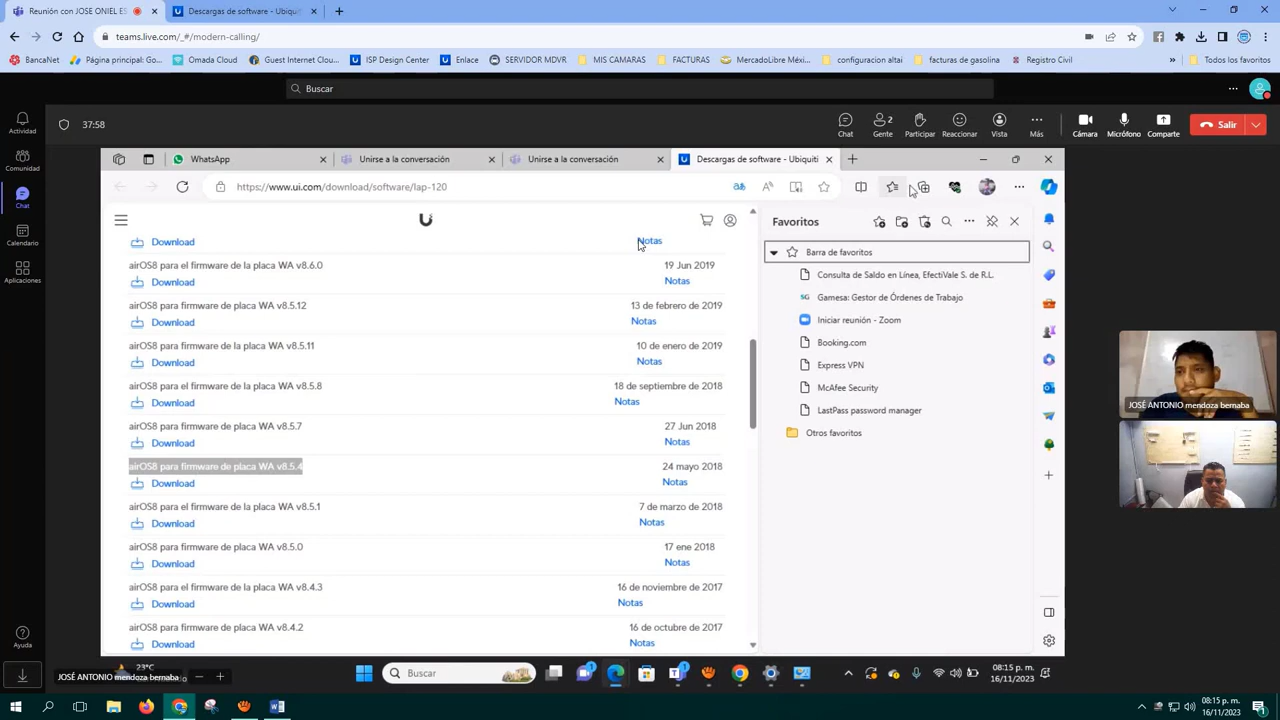 Reunión con JOSE ONIEL ES
Descargas de software - Ubiqui
teams.live.com/_#/modern-calling/
BancaNet
Página principal: Go...
Omada Cloud
Guest Internet Clou...
ISP Design Center
Enlace
SERVIDOR MDVR
MIS CAMARAS
FACTURAS
MercadoLibre Méxi...
configuracion altai
facturas de gasolina
Registro Civil
»
Todos los favoritos
Buscar
37:58
Chat
2
Gente
Participar
Reaccionar
Vista
Más
Cámara
Micrófono
Comparte
Salir
Actividad
Comunidad
Chat
Calendario
Aplicaciones
Ayuda
WhatsApp
Unirse a la conversación
Unirse a la conversación
Descargas de software - Ubiquiti
https://www.ui.com/download/software/lap-120
Download
Notas
airOS8 para el firmware de la placa WA v8.6.0
19 Jun 2019
Download
Notas
airOS8 para firmware de placa WA v8.5.12
13 de febrero de 2019
Download
Notas
airOS8 para firmware de la placa WA v8.5.11
10 de enero de 2019
Download
Notas
airOS8 para el firmware de la placa WA v8.5.8
18 de septiembre de 2018
Download
Notas
airOS8 para firmware de placa WA v8.5.7
27 Jun 2018
Download
Notas
airOS8 para firmware de placa WA v8.5.4
24 mayo 2018
Download
Notas
airOS8 para el firmware de la placa WA v8.5.1
7 de marzo de 2018
Download
Notas
airOS8 para firmware de placa WA v8.5.0
17 ene 2018
Download
Notas
airOS8 para el firmware de la placa WA v8.4.3
16 de noviembre de 2017
Download
Notas
airOS8 para firmware de placa WA v8.4.2
16 de octubre de 2017
Download
Notas
Favoritos
Barra de favoritos
Consulta de Saldo en Línea, EfectiVale S. de R.L.
SG
Gamesa: Gestor de Órdenes de Trabajo
Iniciar reunión - Zoom
Booking.com
Express VPN
McAfee Security
LastPass password manager
Otros favoritos
JOSÉ ANTONIO mendoza bernaba
23°C
JOSÉ ANTONIO mendoza bernaba
Buscar
08:15 p. m.
16/11/2023
08:15 p. m.
16/11/2023